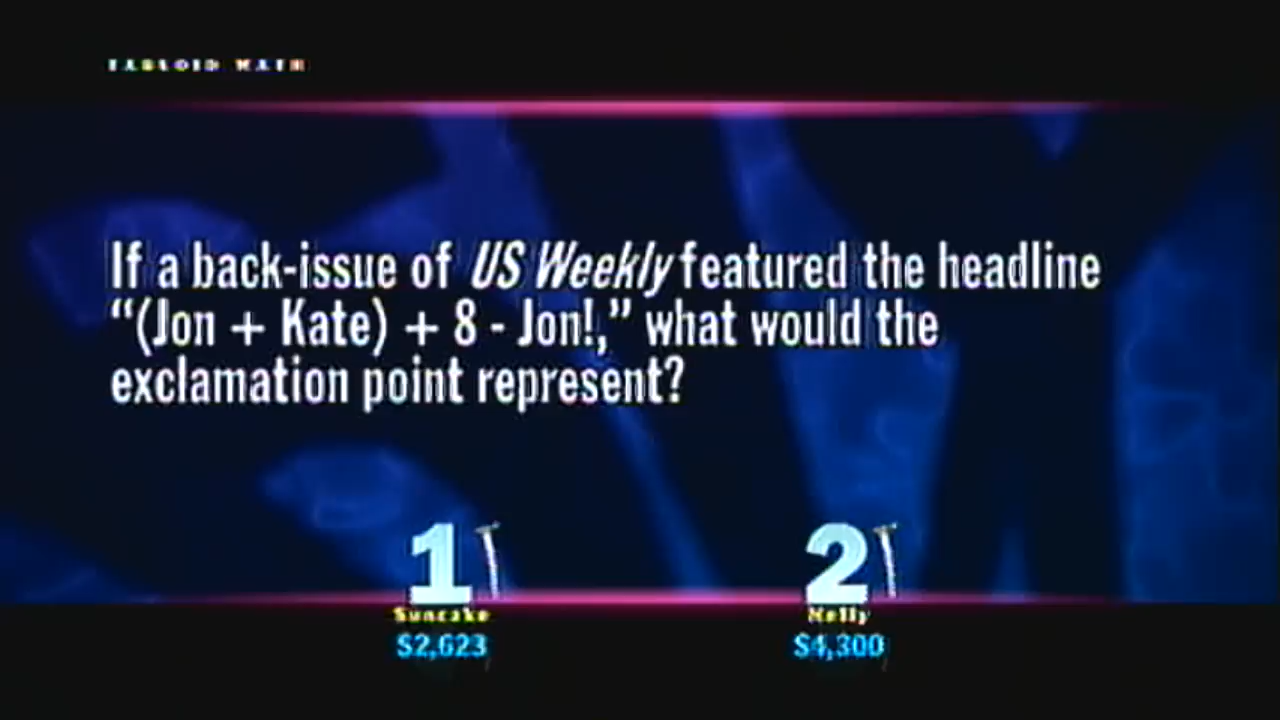 TABLOID MATH
If a back-issue of US Weekly featured the headline
“(Jon + Kate) + 8 - Jon!,” what would the
exclamation point represent?
1 2
Suncake Nelly
$2,623 $4,300